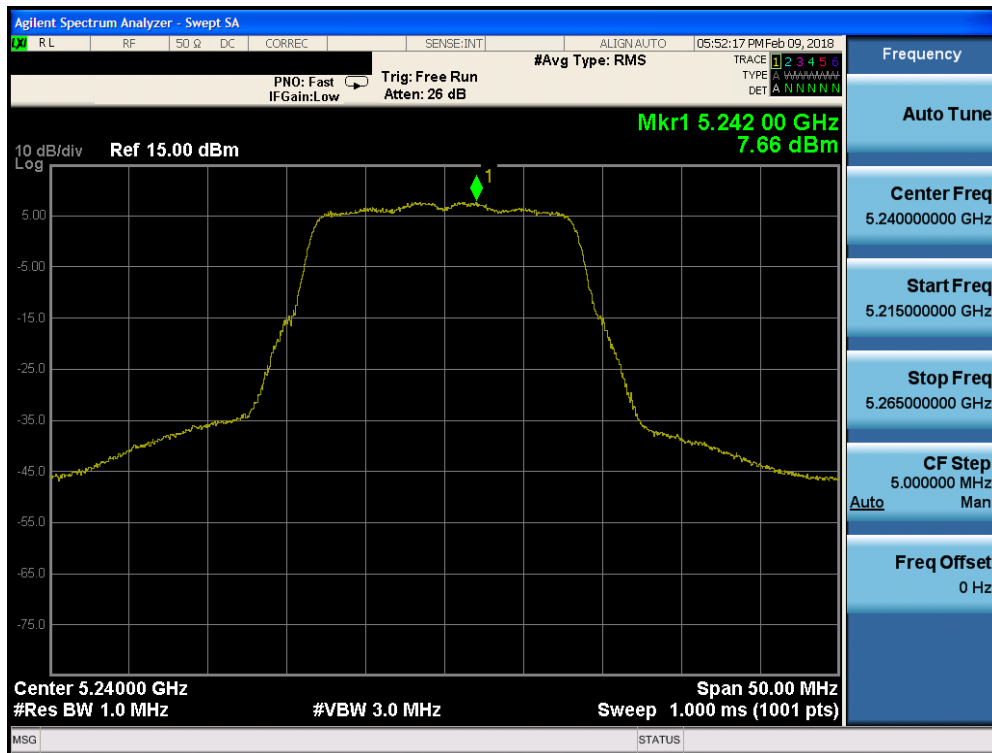 Agilent Spectrum Analyzer - Swept SA
LXI RL RF 50 Ω DC CORREC SENSE:INT ALIGN AUTO 05:52:17 PM Feb 09, 2018
#Avg Type: RMS TRACE 1 2 3 4 5 6
PNO: Fast Trig: Free Run TYPE A WWWWWW
IFGain:Low Atten: 26 dB DET A N N N N N
Frequency
Auto Tune
Mkr1 5.242 00 GHz
7.66 dBm
10 dB/div Ref 15.00 dBm
Log
1
5.00
-5.00
-15.0
-25.0
-35.0
-45.0
-55.0
-65.0
-75.0
Center Freq
5.240000000 GHz
Start Freq
5.215000000 GHz
Stop Freq
5.265000000 GHz
CF Step
5.000000 MHz
Auto Man
Freq Offset
0 Hz
Center 5.24000 GHz Span 50.00 MHz
#Res BW 1.0 MHz #VBW 3.0 MHz Sweep 1.000 ms (1001 pts)
MSG STATUS